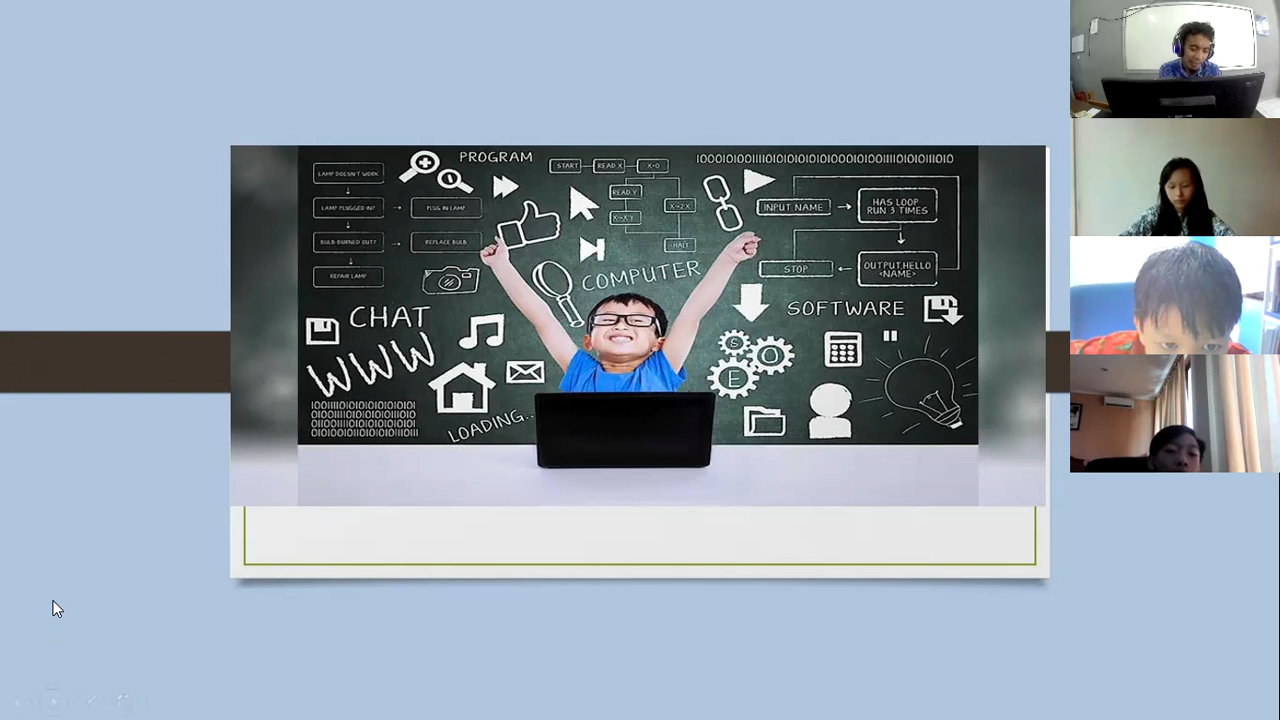 PROGRAM
START
READ X
X>0
10001010011101010101010100010100101111010
LAMP DOESN'T WORK
LAMP PLUGGED IN?
PLUG IN LAMP
READ Y
INPUT NAME
HAS LOOP
RUN 3 TIMES
BULB BURNED OUT?
REPLACE BULB
HALT
REPAIR LAMP
COMPUTER
STOP
OUTPUT:HELLO
<NAME>
CHAT
SOFTWARE
WWW
S
E
O
LOADING..